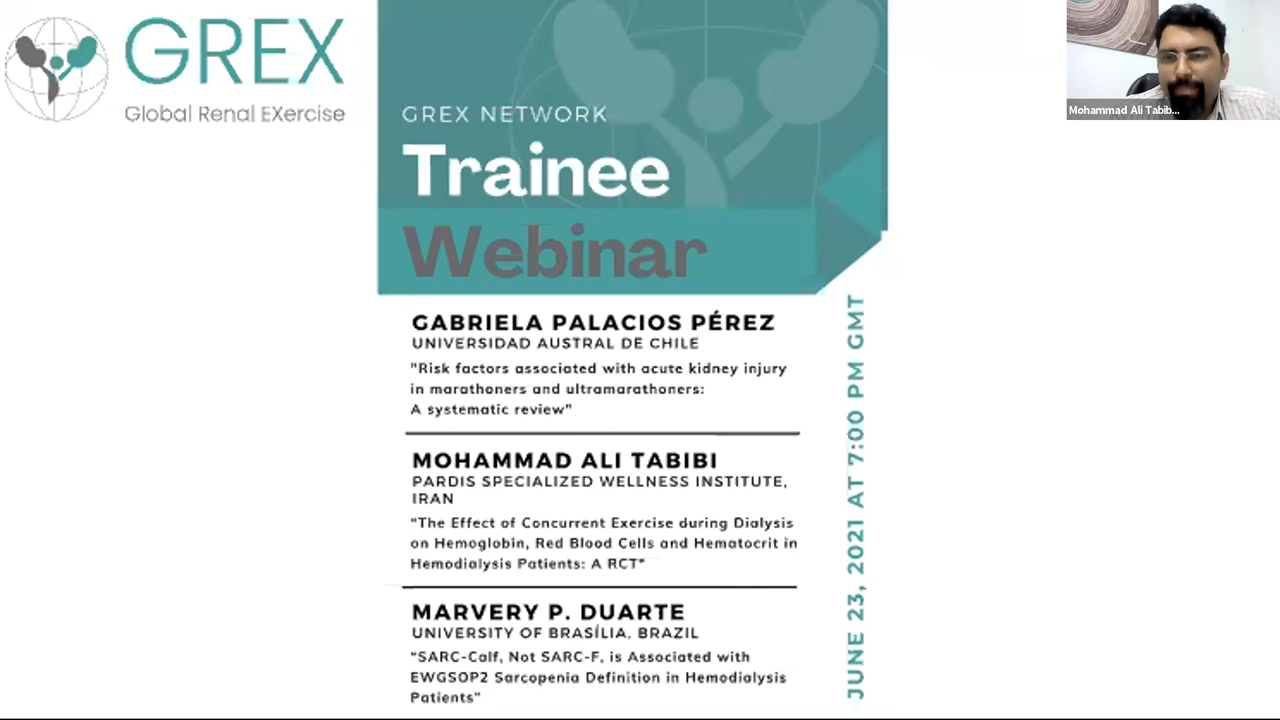 GREX
Global Renal EXercise
GREX NETWORK
Trainee
Webinar
GABRIELA PALACIOS PÉREZ
UNIVERSIDAD AUSTRAL DE CHILE
"Risk factors associated with acute kidney injury
in marathoners and ultramarathoners:
A systematic review"
MOHAMMAD ALI TABIBI
PARDIS SPECIALIZED WELLNESS INSTITUTE,
IRAN
"The Effect of Concurrent Exercise during Dialysis
on Hemoglobin, Red Blood Cells and Hematocrit in
Hemodialysis Patients: A RCT"
MARVERY P. DUARTE
UNIVERSITY OF BRASÍLIA, BRAZIL
"SARC-Calf, Not SARC-F, is Associated with
EWGSOP2 Sarcopenia Definition in Hemodialysis
Patients"
JUNE 23, 2021 AT 7:00 PM GMT
Mohammad Ali Tabib...